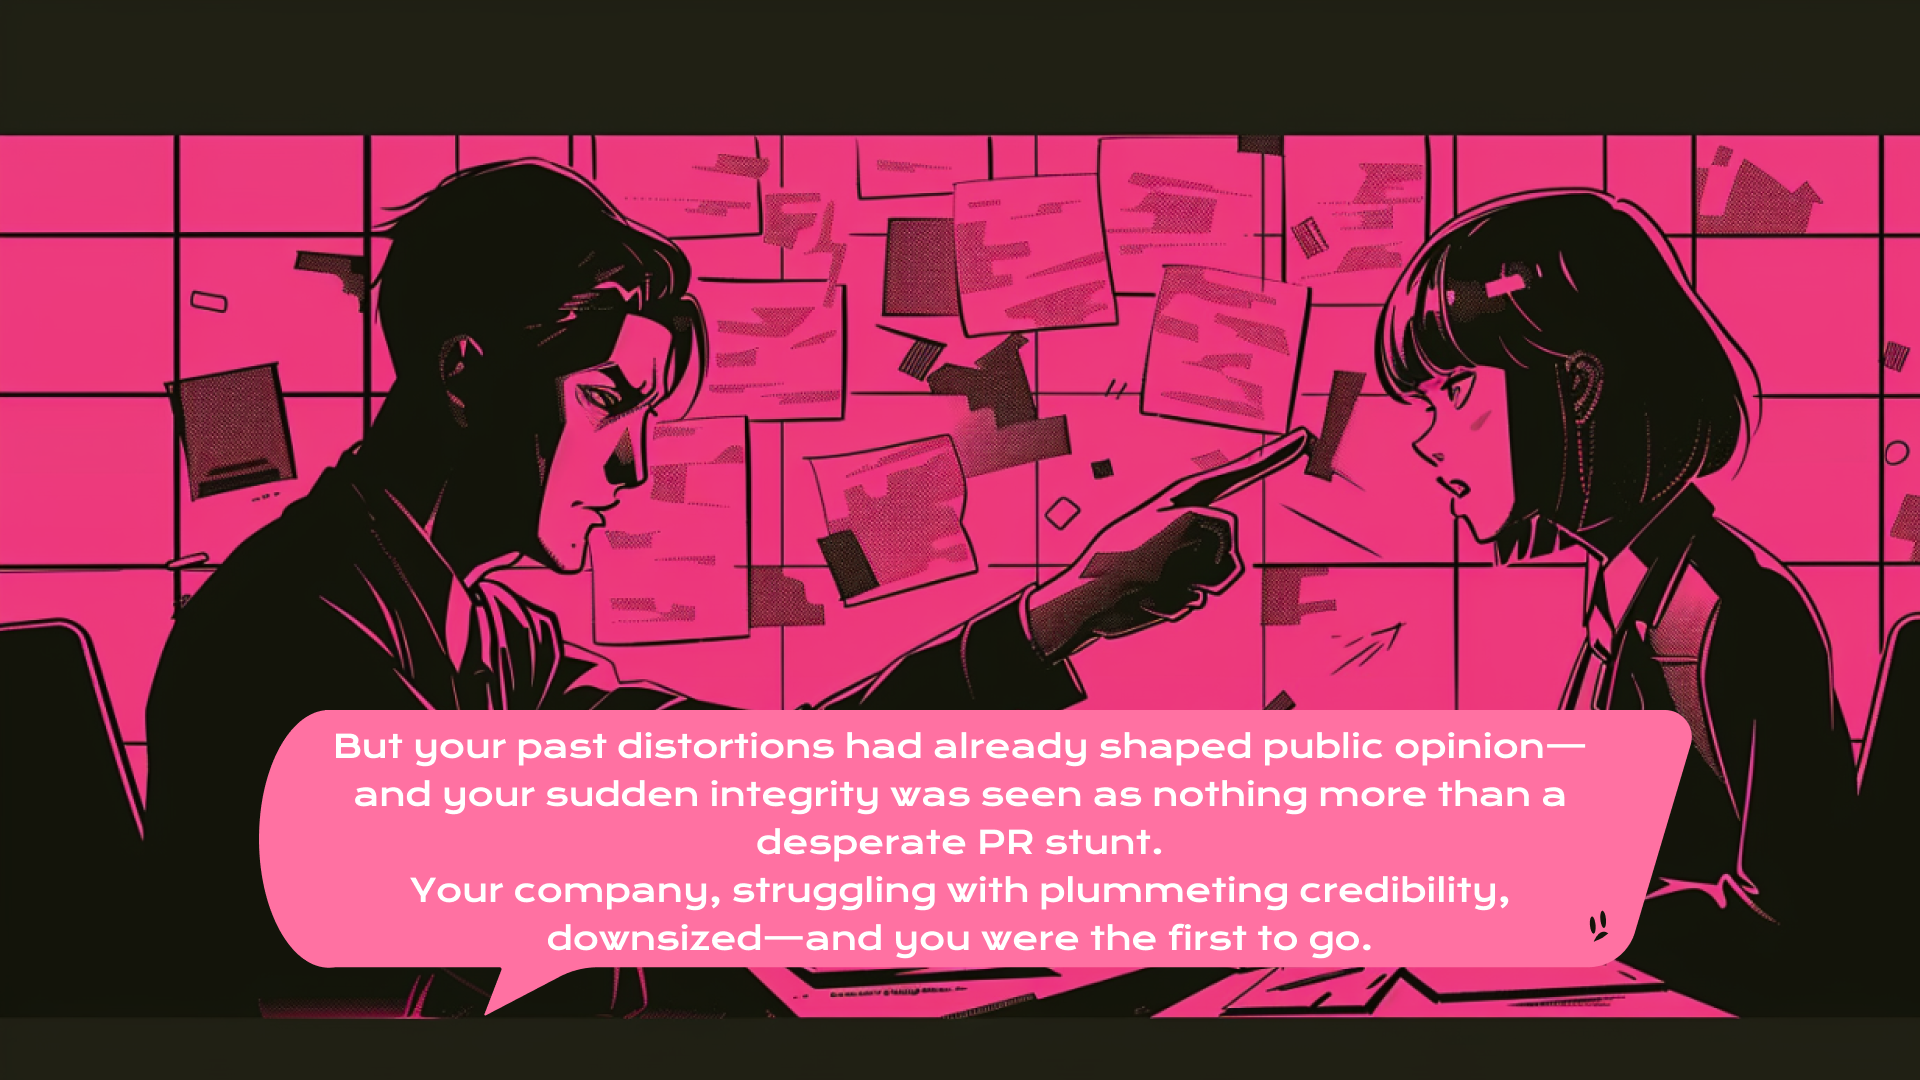 But your past distortions had already shaped public opinion—
and your sudden integrity was seen as nothing more than a
desperate PR stunt.
Your company, struggling with plummeting credibility,
downsized—and you were the first to go.